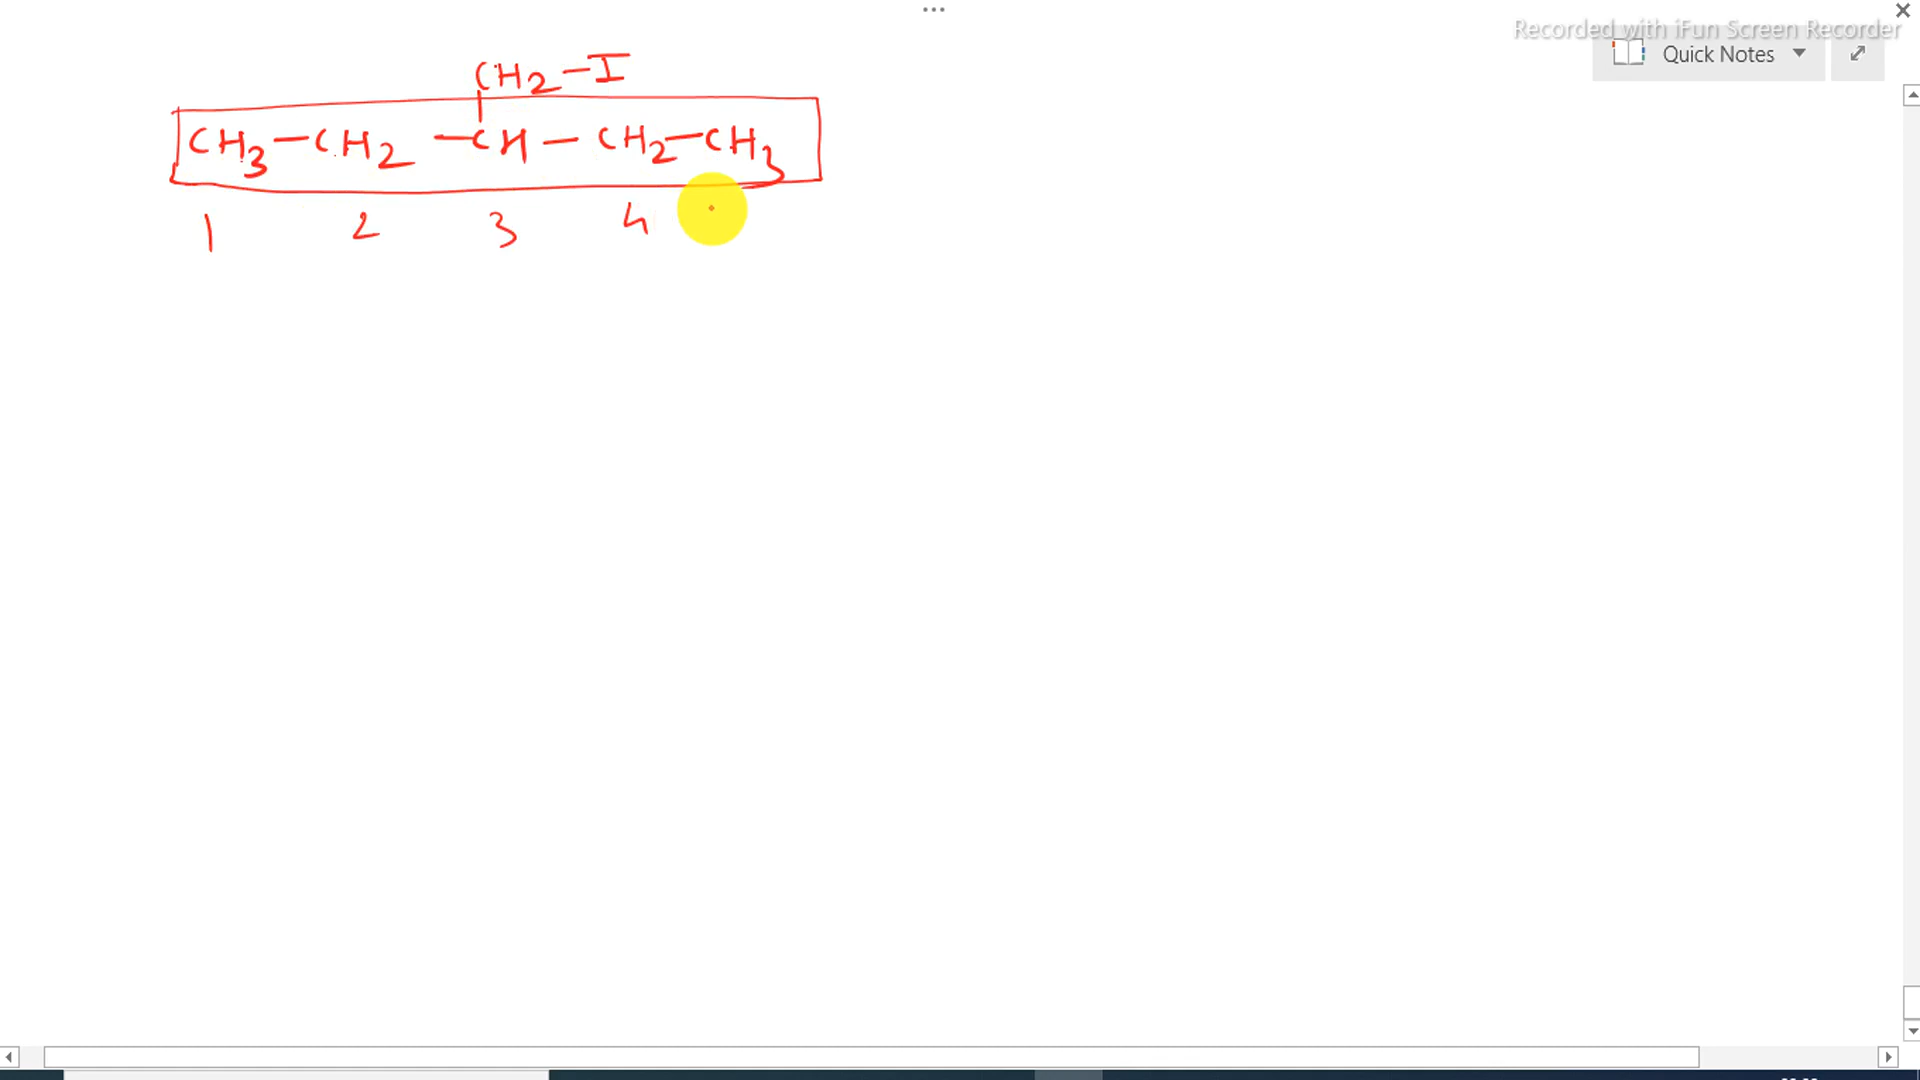 Recorded with iFun Screen Recorder
Quick Notes
CH2-I
CH3-CH2-CH-CH2-CH3
1 2 3 4